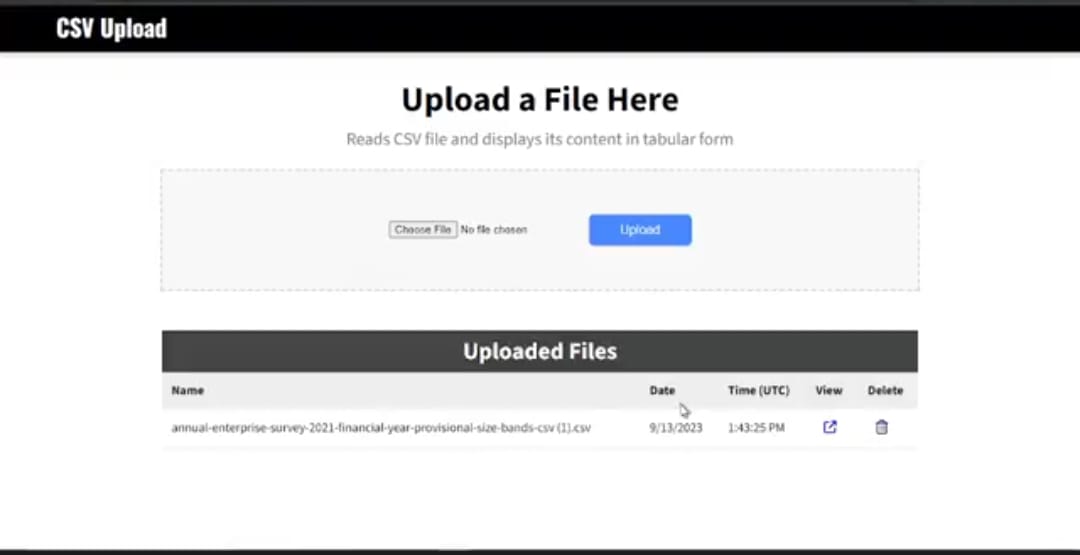 CSV Upload
Upload a File Here
Reads CSV file and displays its content in tabular form
Choose File No file chosen Upload
Uploaded Files
Name Date Time (UTC) View Delete
annual-enterprise-survey-2021-financial-year-provisional-size-bands-csv (1).csv 9/13/2023 1:43:25 PM